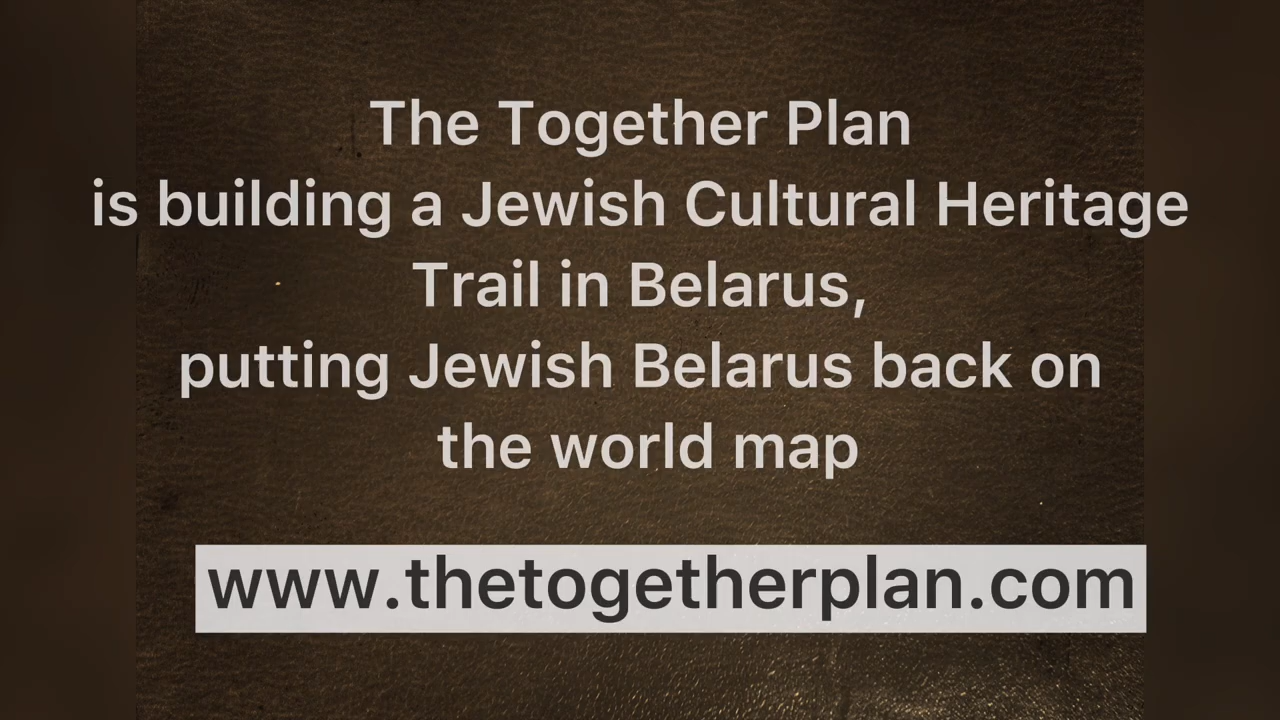 The Together Plan
is building a Jewish Cultural Heritage
Trail in Belarus,
putting Jewish Belarus back on
the world map
www.thetogetherplan.com